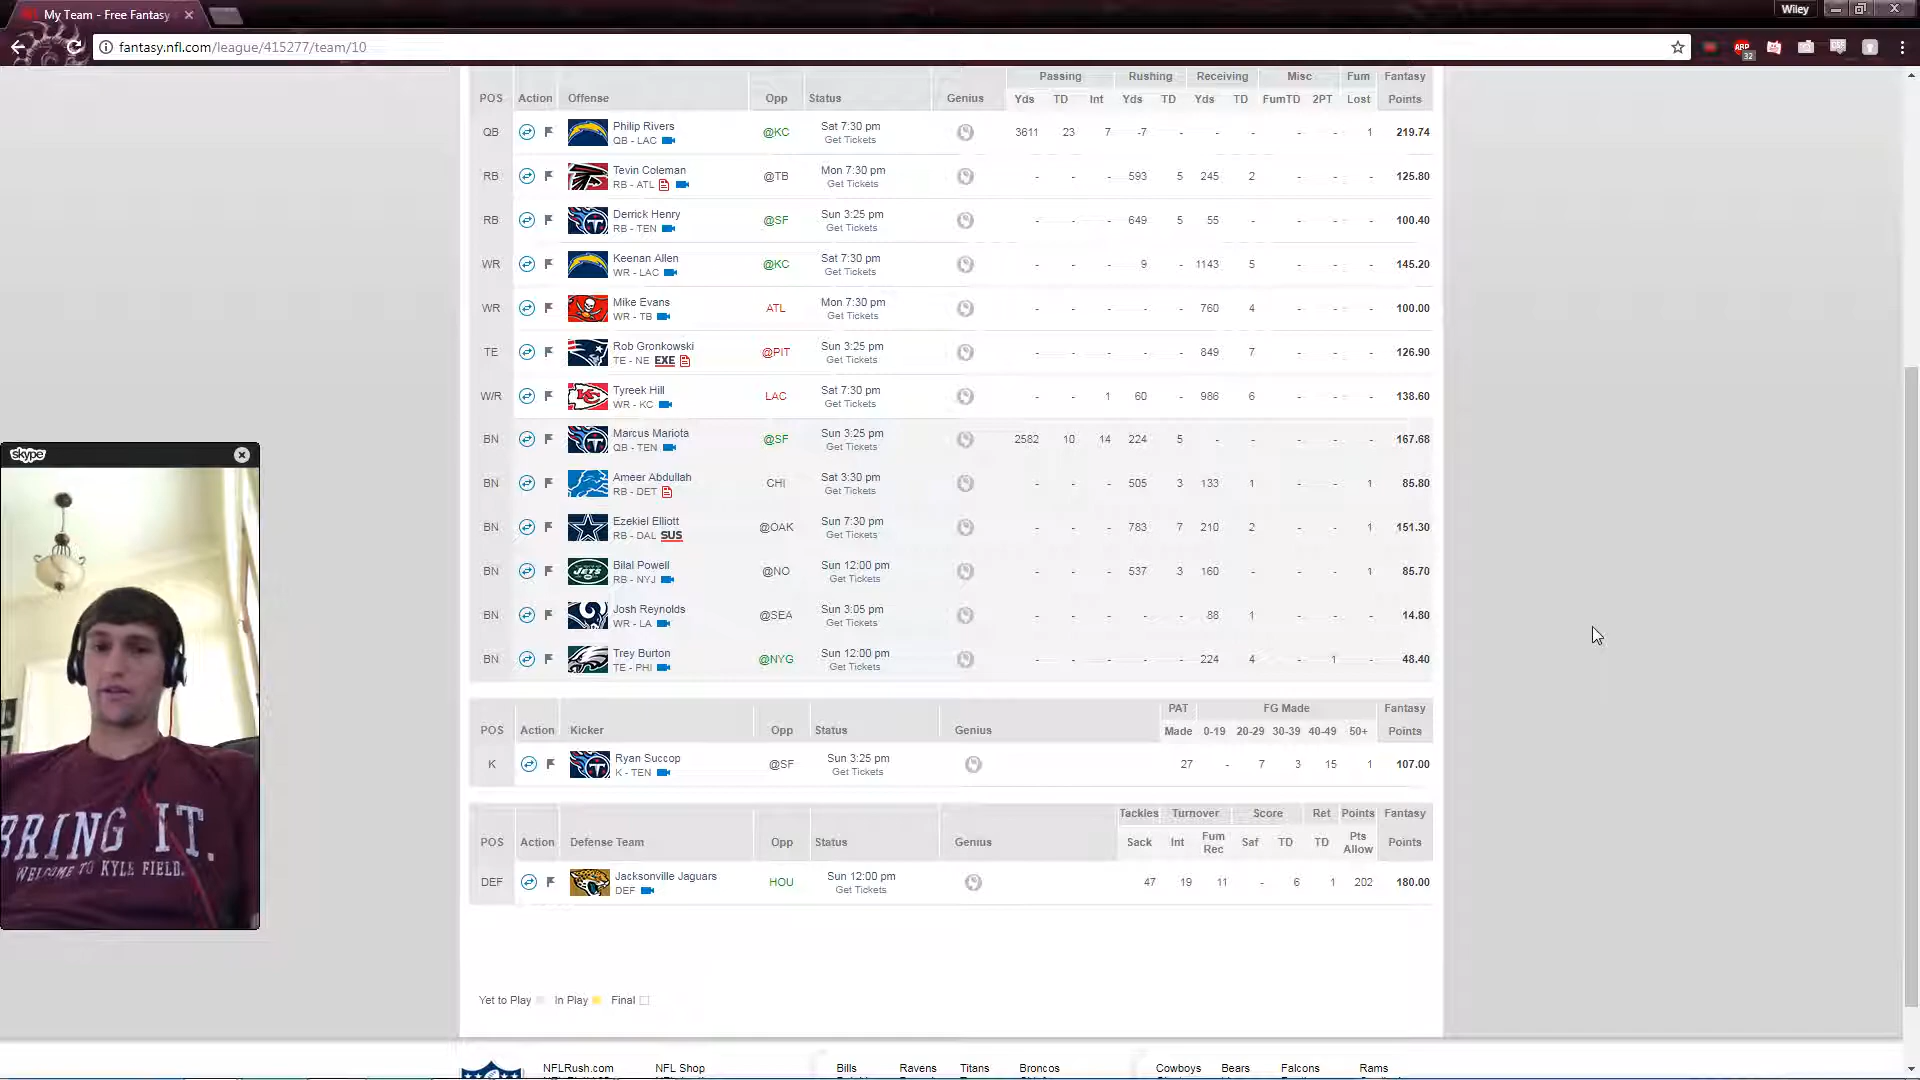 My Team - Free Fantasy
Wiley
fantasy.nfl.com/league/415277/team/10
ABP 32
Passing Rushing Receiving Misc Fum Fantasy
POS Action Offense Opp Status Genius Yds TD Int Yds TD Yds TD FumTD 2PT Lost Points
QB Philip Rivers @KC Sat 7:30 pm 3611 23 7 -7 - - - - - 1 219.74
QB - LAC Get Tickets
RB Tevin Coleman @TB Mon 7:30 pm - - - 593 5 245 2 - - - 125.80
RB - ATL Get Tickets
RB Derrick Henry @SF Sun 3:25 pm - - - 649 5 55 - - - - 100.40
RB - TEN Get Tickets
WR Keenan Allen @KC Sat 7:30 pm - - - 9 - 1143 5 - - - 145.20
WR - LAC Get Tickets
WR Mike Evans ATL Mon 7:30 pm - - - - - 760 4 - - - 100.00
WR - TB Get Tickets
TE Rob Gronkowski @PIT Sun 3:25 pm - - - - - 849 7 - - - 126.90
TE - NE EXE Get Tickets
W/R Tyreek Hill LAC Sat 7:30 pm - - 1 60 - 986 6 - - - 138.60
WR - KC Get Tickets
BN Marcus Mariota @SF Sun 3:25 pm 2582 10 14 224 5 - - - - - 167.68
QB - TEN Get Tickets
BN Ameer Abdullah CHI Sat 3:30 pm - - - 505 3 133 1 - - 1 85.80
RB - DET Get Tickets
BN Ezekiel Elliott @OAK Sun 7:30 pm - - - 783 7 210 2 - - 1 151.30
RB - DAL SUS Get Tickets
BN Bilal Powell @NO Sun 12:00 pm - - - 537 3 160 - - - 1 85.70
RB - NYJ Get Tickets
BN Josh Reynolds @SEA Sun 3:05 pm - - - - - 88 1 - - - 14.80
WR - LA Get Tickets
BN Trey Burton @NYG Sun 12:00 pm - - - - - 224 4 - 1 - 48.40
TE - PHI Get Tickets
PAT FG Made Fantasy
POS Action Kicker Opp Status Genius Made 0-19 20-29 30-39 40-49 50+ Points
K Ryan Succop @SF Sun 3:25 pm 27 - 7 3 15 1 107.00
K - TEN Get Tickets
Tackles Turnover Score Ret Points Fantasy
POS Action Defense Team Opp Status Genius Sack Int Fum Rec Saf TD TD Pts Allow Points
DEF Jacksonville Jaguars HOU Sun 12:00 pm 47 19 11 - 6 1 202 180.00
DEF Get Tickets
Yet to Play In Play Final
NFLRush.com NFL Shop Bills Ravens Titans Broncos Cowboys Bears Falcons Rams
skype
BRING IT.
WELCOME TO KYLE FIELD.
JETS